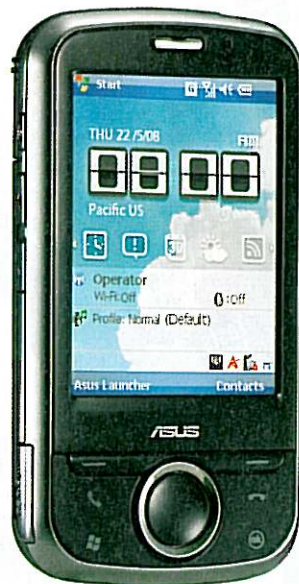 Start
THU 22/5/08
Pacific US
Operator
Wi-Fi: Off : Off
Profile: Normal (Default)
Asus Launcher Contacts
ASUS